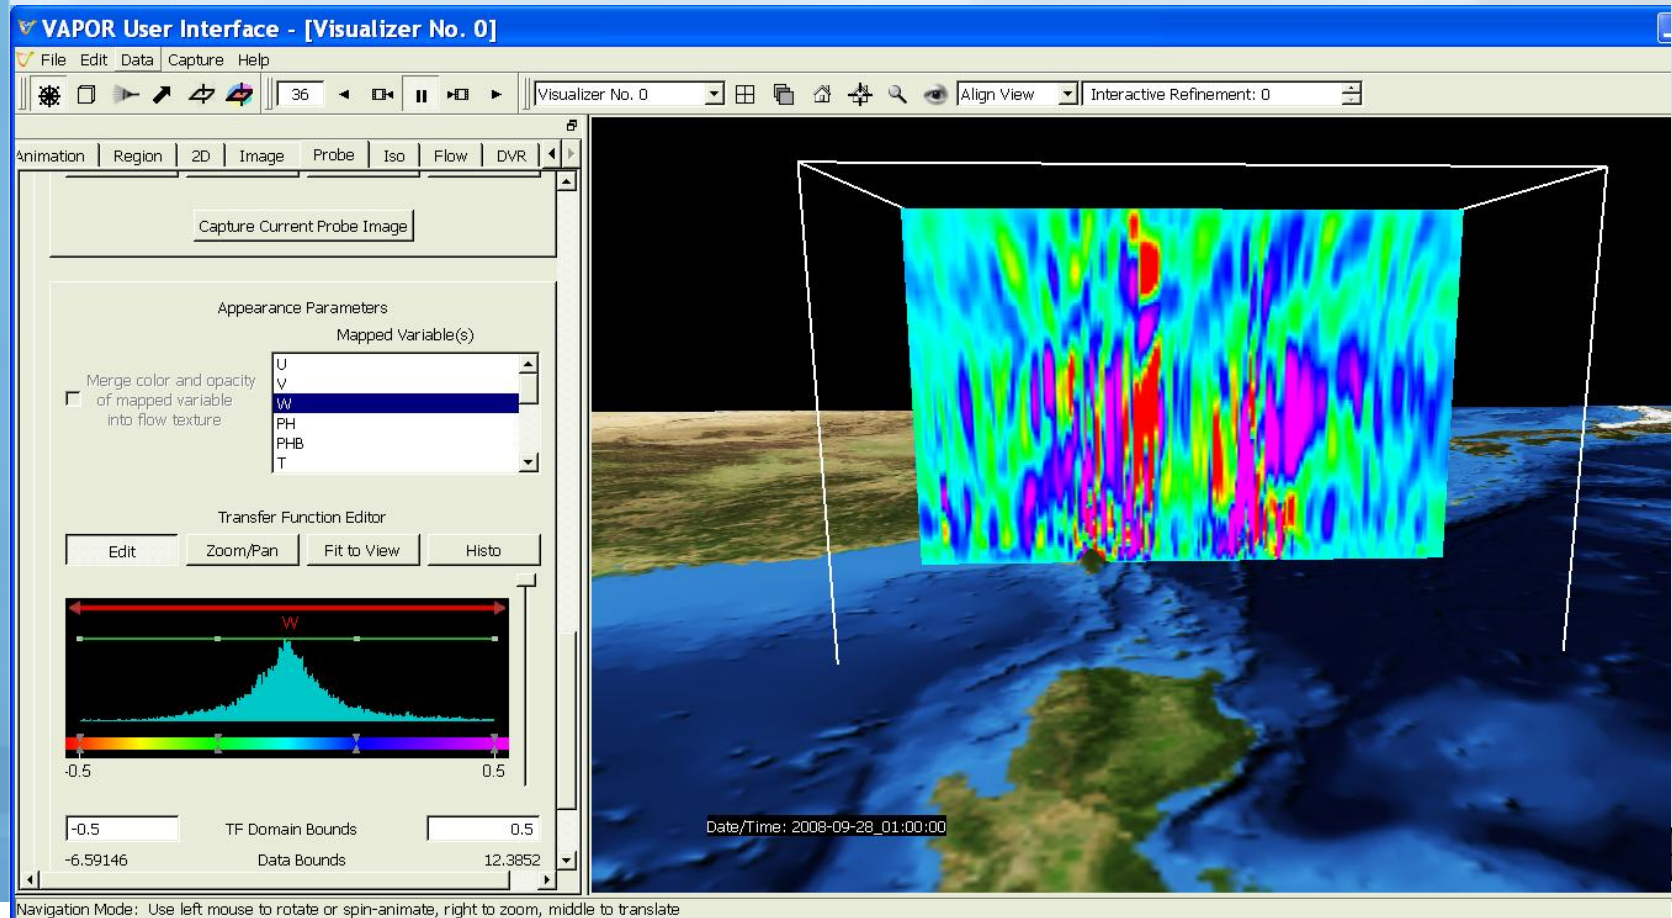 VAPOR User Interface - [Visualizer No. 0]
File Edit Data Capture Help
36 Visualizer No. 0 Align View Interactive Refinement: 0
Animation Region 2D Image Probe Iso Flow DVR
Capture Current Probe Image
Appearance Parameters
Mapped Variable(s)
Merge color and opacity
of mapped variable
into flow texture
U
V
W
PH
PHB
T
Transfer Function Editor
Edit Zoom/Pan Fit to View Histo
W
-0.5 0.5
-0.5 TF Domain Bounds 0.5
-6.59146 Data Bounds 12.3852
Date/Time: 2008-09-28_01:00:00
Navigation Mode: Use left mouse to rotate or spin-animate, right to zoom, middle to translate